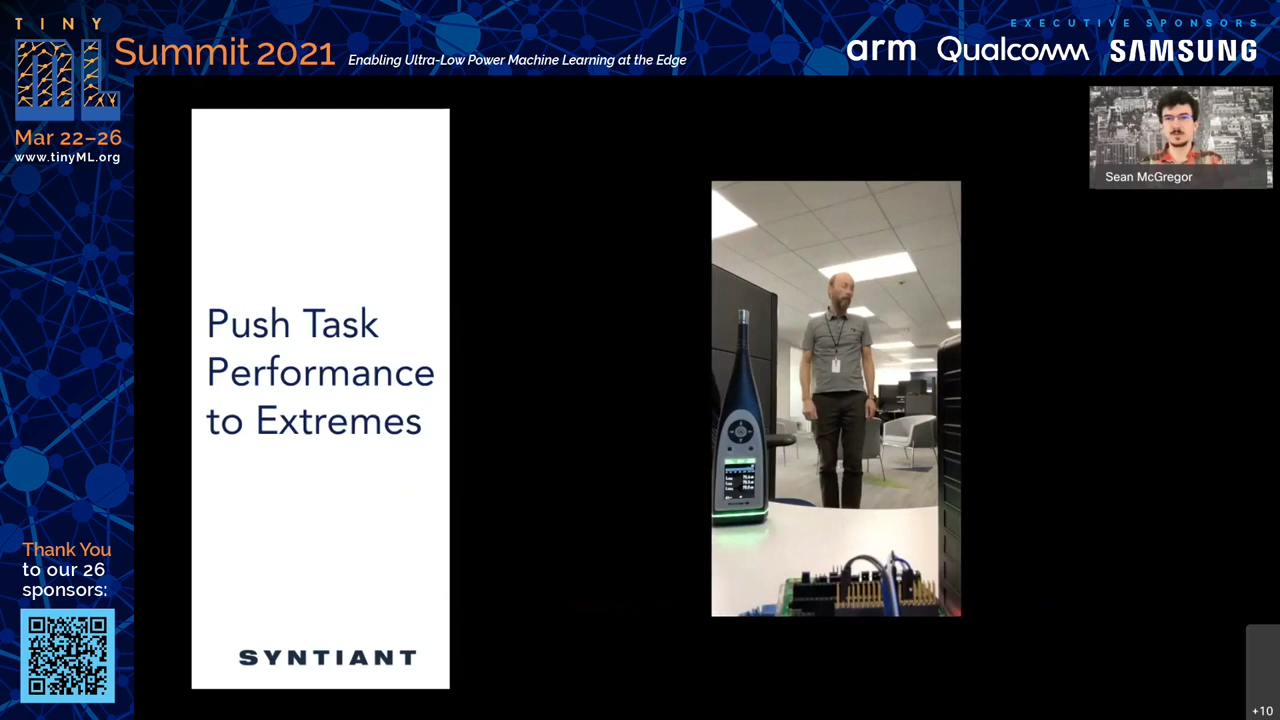 TINY
ML
Summit 2021
Enabling Ultra-Low Power Machine Learning at the Edge
EXECUTIVE SPONSORS
arm Qualcomm SAMSUNG
Mar 22–26
www.tinyML.org
Sean McGregor
Push Task
Performance
to Extremes
SYNTIANT
Thank You
to our 26
sponsors:
+10